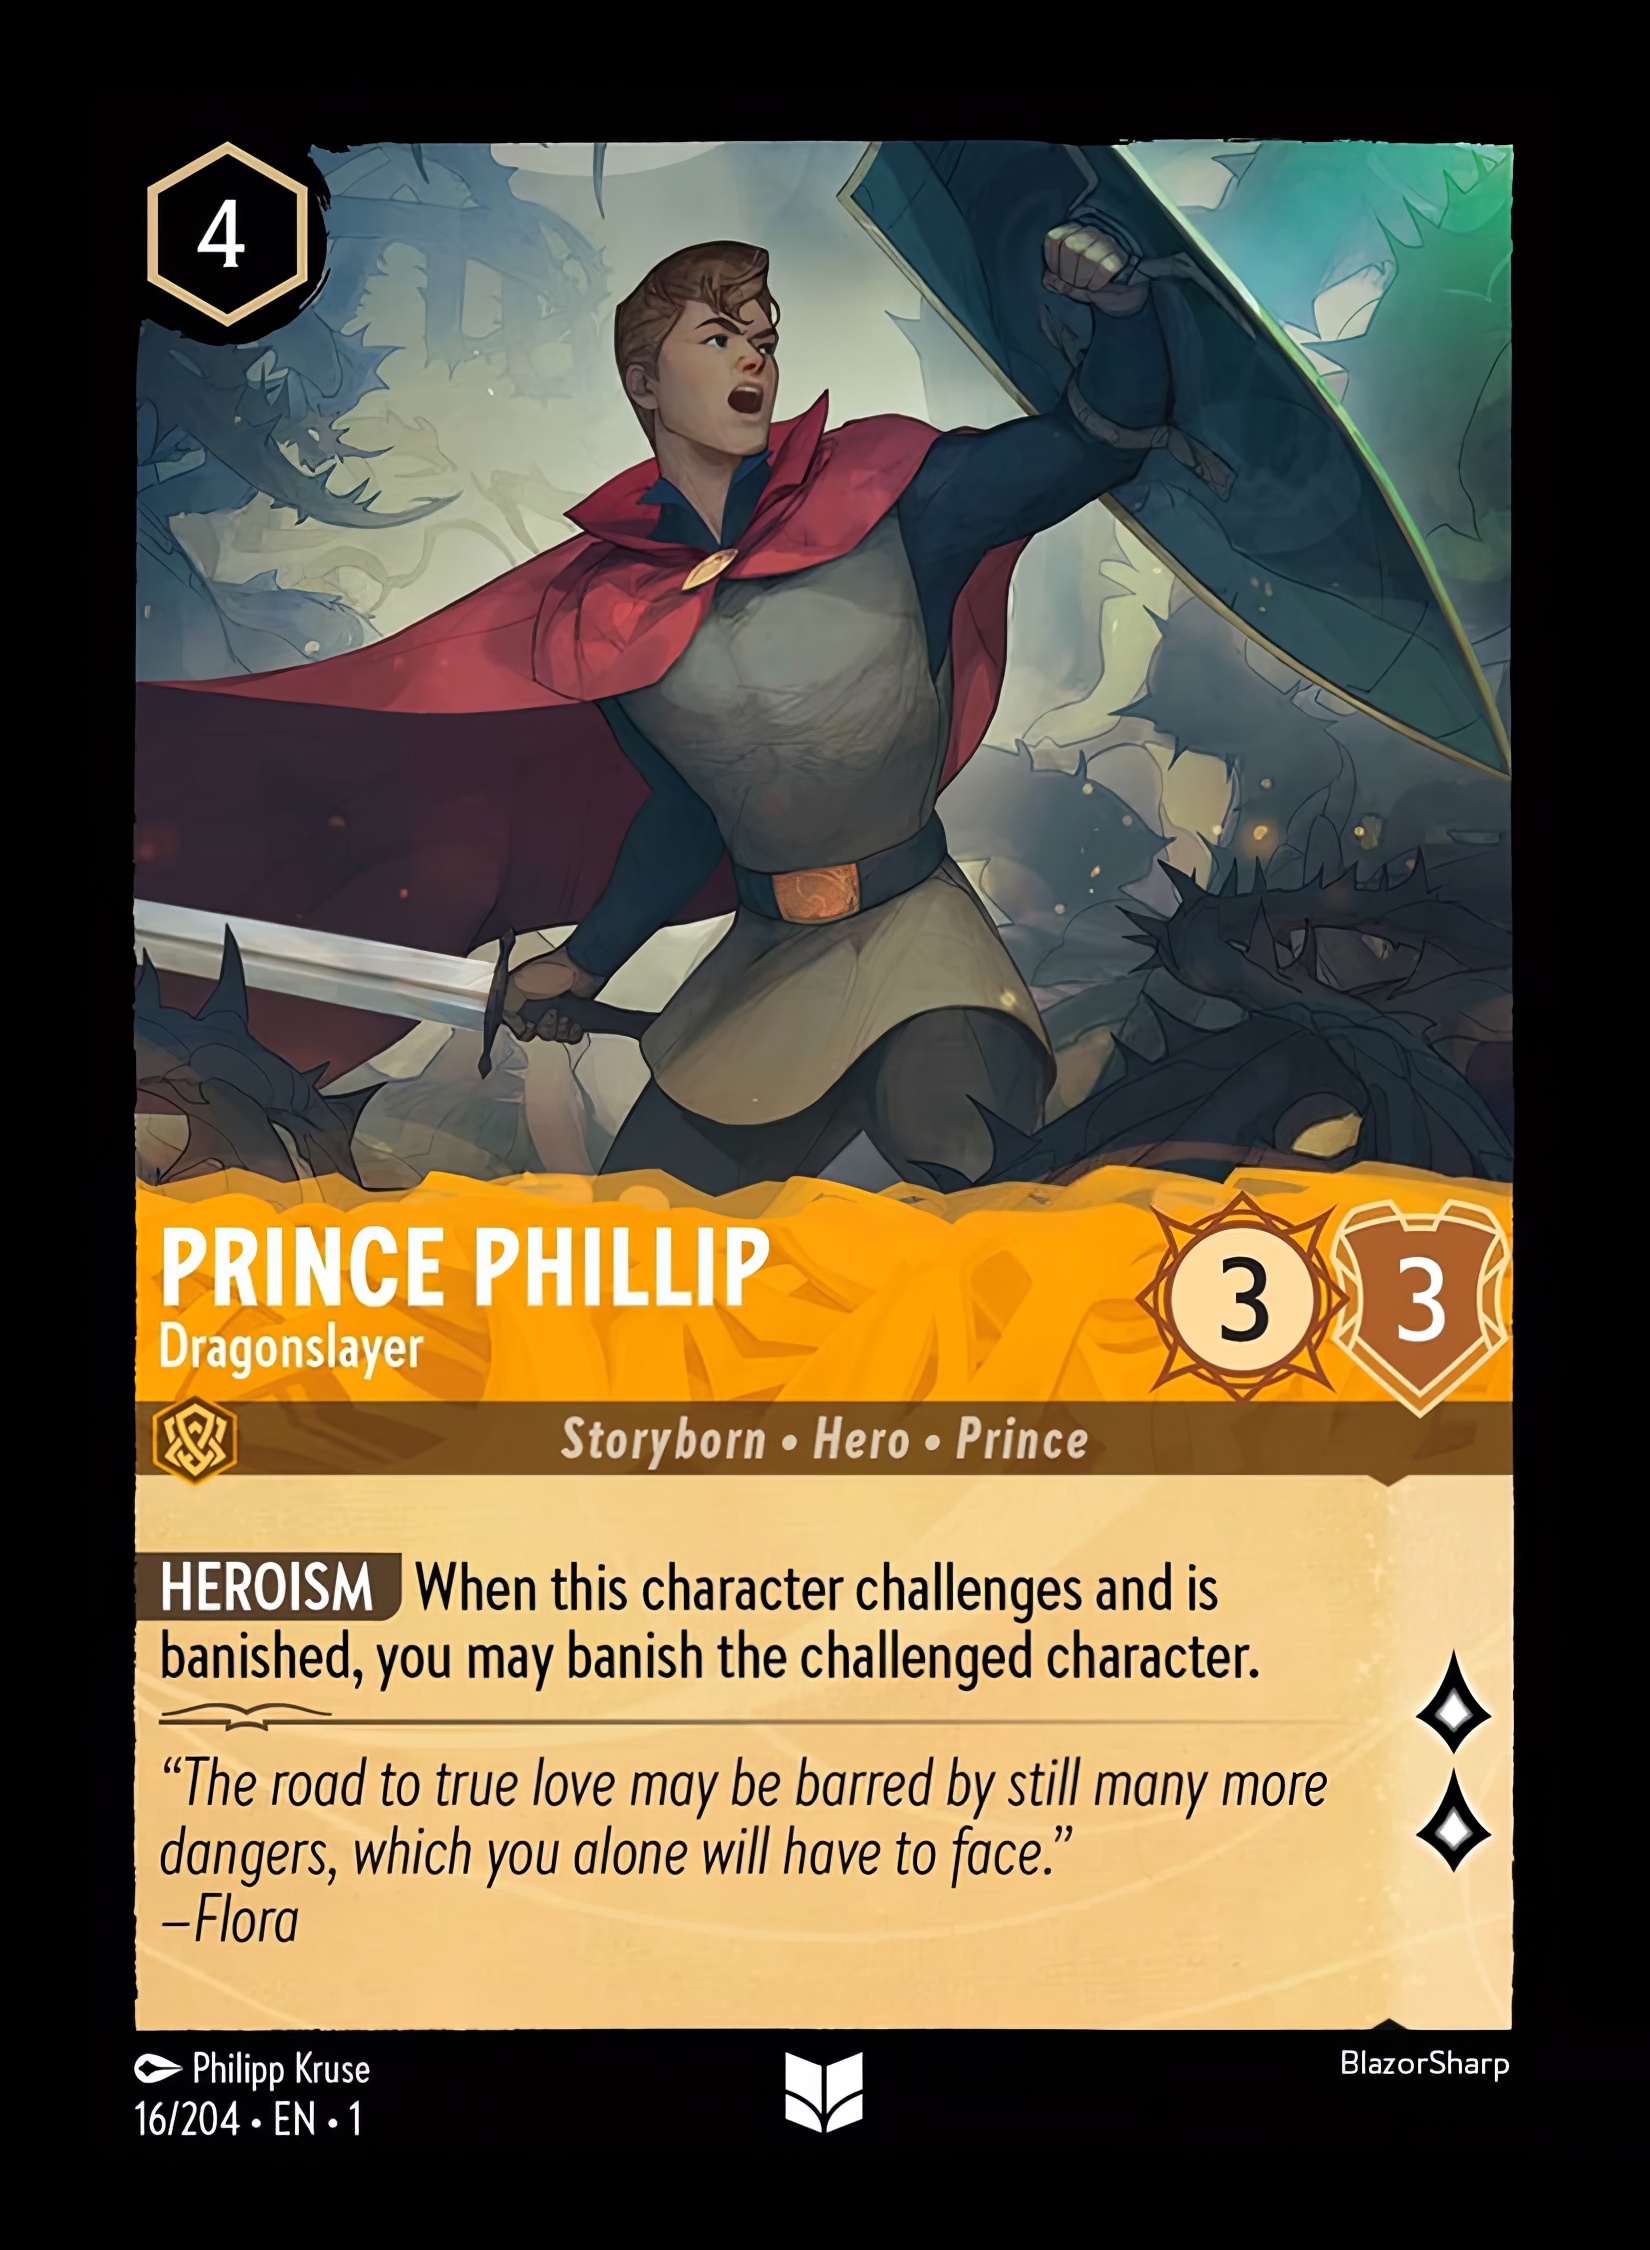 4
PRINCE PHILLIP
Dragonslayer
3 3
Storyborn • Hero • Prince
HEROISM When this character challenges and is
banished, you may banish the challenged character.
“The road to true love may be barred by still many more
dangers, which you alone will have to face.”
—Flora
Philipp Kruse
BlazorSharp
16/204 • EN • 1